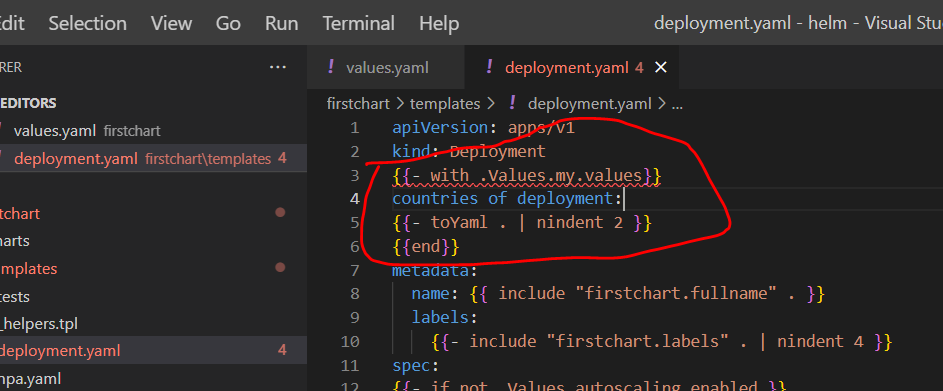 Edit Selection View Go Run Terminal Help deployment.yaml - helm - Visual Stu
RER ...
! values.yaml
! deployment.yaml 4 ×
EDITORS
values.yaml firstchart
deployment.yaml firstchart\templates 4
tchart
harts
emplates
tests
_helpers.tpl
deployment.yaml 4
hpa.yaml
firstchart > templates > ! deployment.yaml > ...
1 apiVersion: apps/v1
2 kind: Deployment
3 {{- with .Values.my.values}}
4 countries of deployment:
5 {{- toYaml . | nindent 2 }}
6 {{end}}
7 metadata:
8 name: {{ include "firstchart.fullname" . }}
9 labels:
10 {{- include "firstchart.labels" . | nindent 4 }}
11 spec:
12 {{- if not .Values.autoscaling.enabled }}